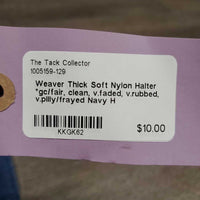 The Tack Collector
1005159-129
Weaver Thick Soft Nylon Halter
*gc/fair, clean, v.faded, v.rubbed,
v.pilly/frayed Navy H
KKGK62
$10.00